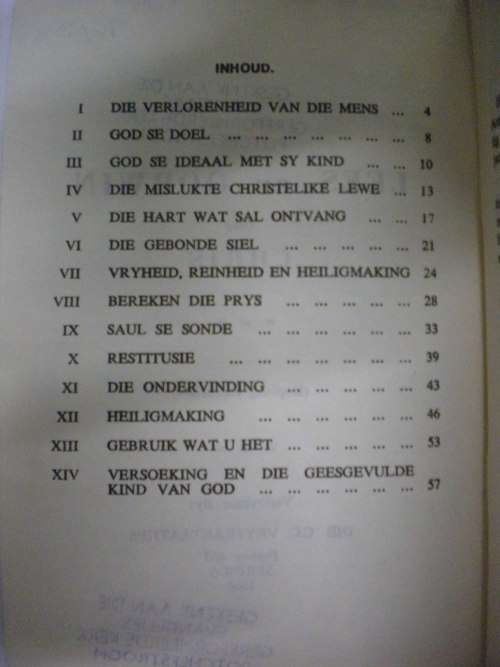 INHOUD.
I DIE VERLORENHEID VAN DIE MENS ... 4
II GOD SE DOEL ... ... ... ... ... ... ... 8
III GOD SE IDEAAL MET SY KIND ... ... 10
IV DIE MISLUKTE CHRISTELIKE LEWE ... 13
V DIE HART WAT SAL ONTVANG ... ... 17
VI DIE GEBONDE SIEL ... ... ... ... ... 21
VII VRYHEID, REINHEID EN HEILIGMAKING 24
VIII BEREKEN DIE PRYS ... ... ... ... ... 28
IX SAUL SE SONDE ... ... ... ... ... ... 33
X RESTITUSIE ... ... ... ... ... ... ... 39
XI DIE ONDERVINDING ... ... ... ... ... 43
XII HEILIGMAKING ... ... ... ... ... ... 46
XIII GEBRUIK WAT U HET ... ... ... ... ... 53
XIV VERSOEKING EN DIE GEESGEVULDE
KIND VAN GOD ... ... ... ... ... ... 57